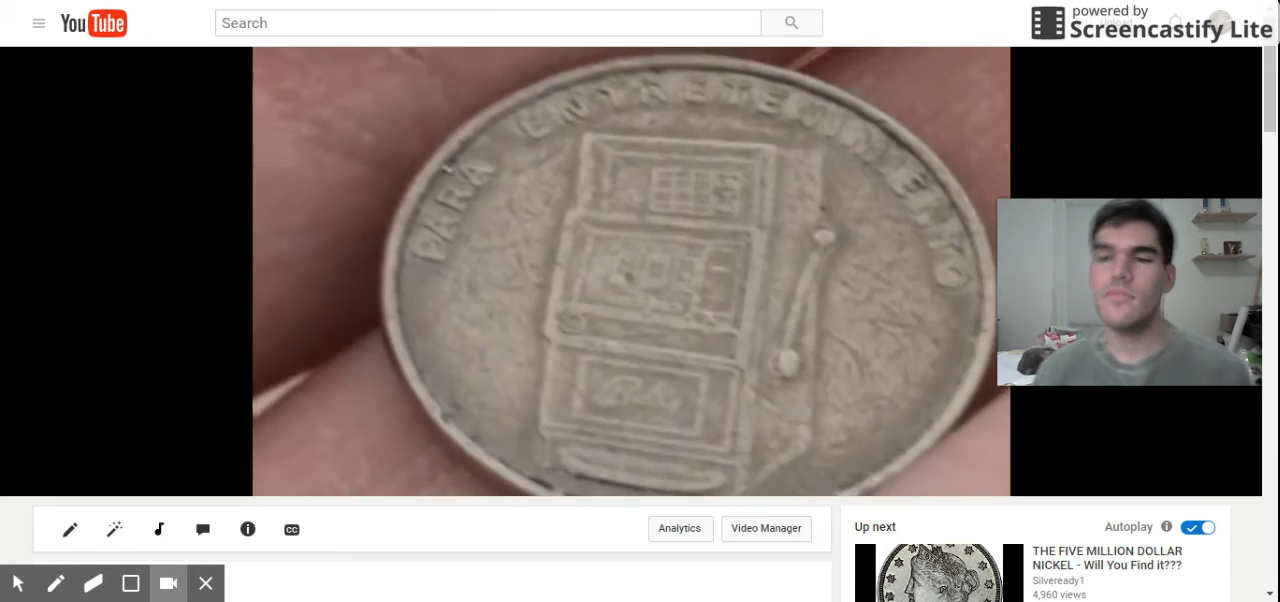 YouTube
Search
powered by
Screencastify Lite
PARA ENTRETENIMIENTO
Bally
Analytics
Video Manager
Up next
Autoplay
THE FIVE MILLION DOLLAR
NICKEL - Will You Find it???
Silveready1
4,960 views